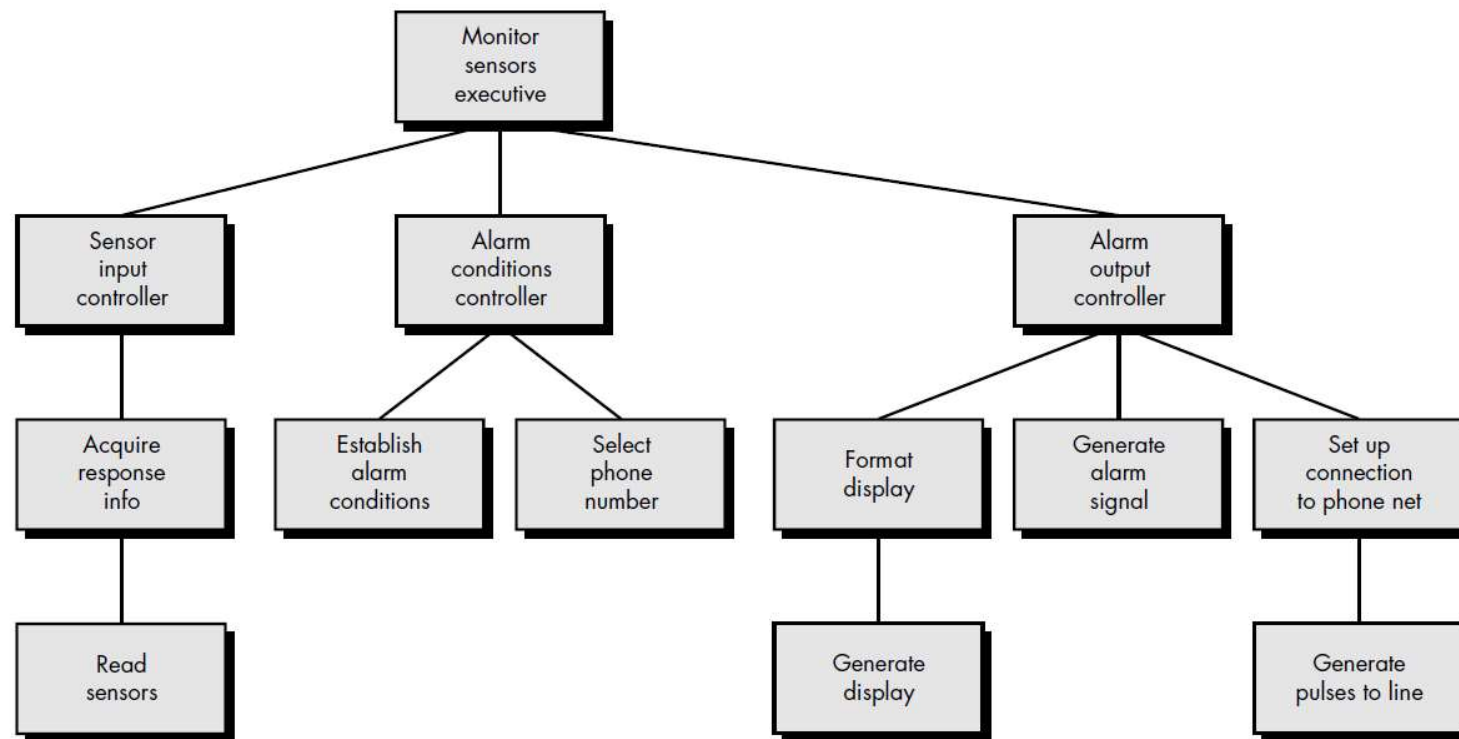 Monitor
sensors
executive
Sensor
input
controller
Alarm
conditions
controller
Alarm
output
controller
Acquire
response
info
Establish
alarm
conditions
Select
phone
number
Format
display
Generate
alarm
signal
Set up
connection
to phone net
Read
sensors
Generate
display
Generate
pulses to line